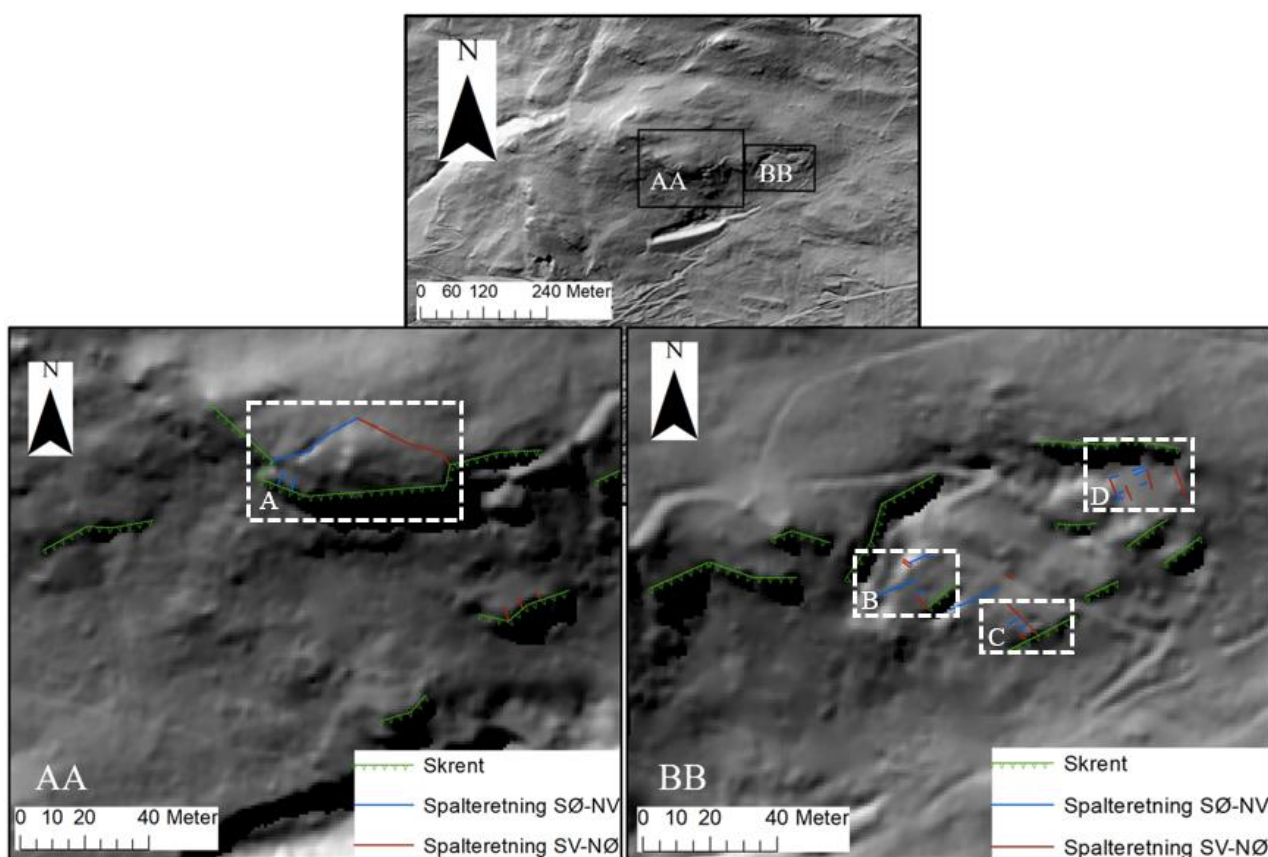 N
AA
BB
0 60 120 240 Meter
N
A
AA
Skrent
Spalteretning SØ-NV
Spalteretning SV-NØ
0 10 20 40 Meter
N
D
B
C
BB
Skrent
Spalteretning SØ-NV
Spalteretning SV-NØ
0 10 20 40 Meter